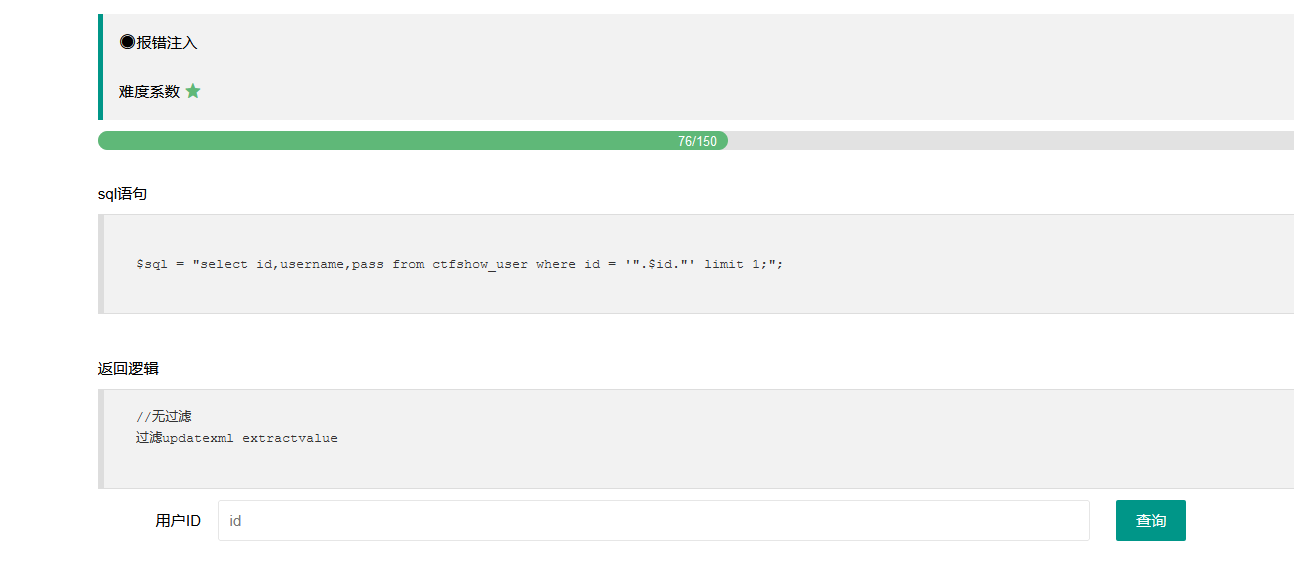 ◉报错注入
难度系数 ★
76/150
sql语句
$sql = "select id,username,pass from ctfshow_user where id = '".$id."' limit 1;";
返回逻辑
//无过滤
过滤updatexml extractvalue
用户ID id 查询